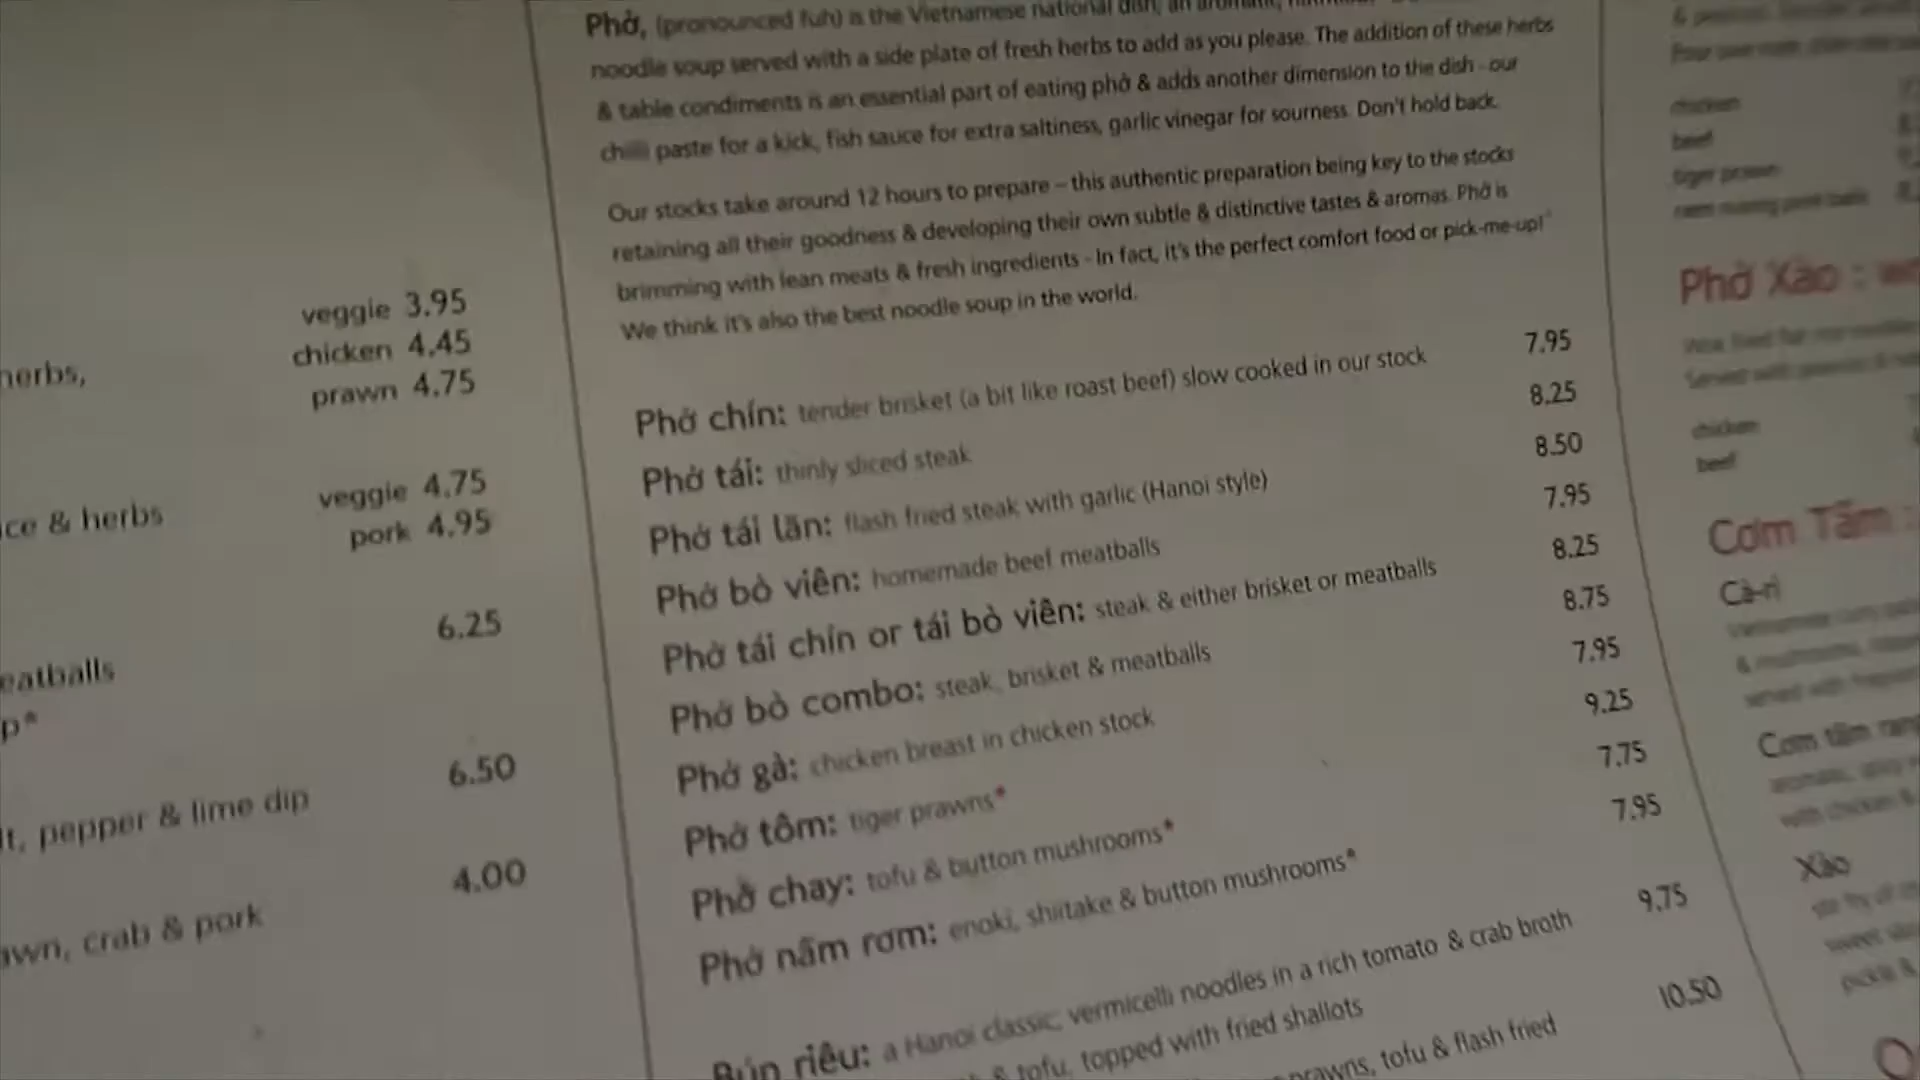 herbs,
veggie 3.95
chicken 4.45
prawn 4.75
& herbs
veggie 4.75
pork 4.95
6.25
6.50
pepper & lime dip
4.00
crab & pork
Phở, (pronounced fuh) is the Vietnamese national dish, an aromatic,
noodle soup served with a side plate of fresh herbs to add as you please. The addition of these herbs
& table condiments is an essential part of eating phở & adds another dimension to the dish - our
chilli paste for a kick, fish sauce for extra saltiness, garlic vinegar for sourness. Don't hold back.
Our stocks take around 12 hours to prepare – this authentic preparation being key to the stocks
retaining all their goodness & developing their own subtle & distinctive tastes & aromas. Phở is
brimming with lean meats & fresh ingredients - In fact, it's the perfect comfort food or pick-me-up!
We think it's also the best noodle soup in the world.
Phở chín: tender brisket (a bit like roast beef) slow cooked in our stock 7.95
Phở tái: thinly sliced steak 8.25
Phở tái lăn: flash fried steak with garlic (Hanoi style) 8.50
Phở bò viên: homemade beef meatballs 7.95
Phở tái chín or tái bò viên: steak & either brisket or meatballs 8.25
Phở bò combo: steak, brisket & meatballs 8.75
Phở gà: chicken breast in chicken stock 7.95
Phở tôm: tiger prawns* 9.25
Phở chay: tofu & button mushrooms* 7.75
Phở nấm rơm: enoki, shiitake & button mushrooms* 7.95
Bún riêu: a Hanoi classic, vermicelli noodles in a rich tomato & crab broth 9.75
& tofu, topped with fried shallots
prawns, tofu & flash fried 10.50
chicken
beef
tiger prawn
Phở Xào :
chicken
beef
Cơm Tấm :
Cà-ri
Cơm tấm
Xào